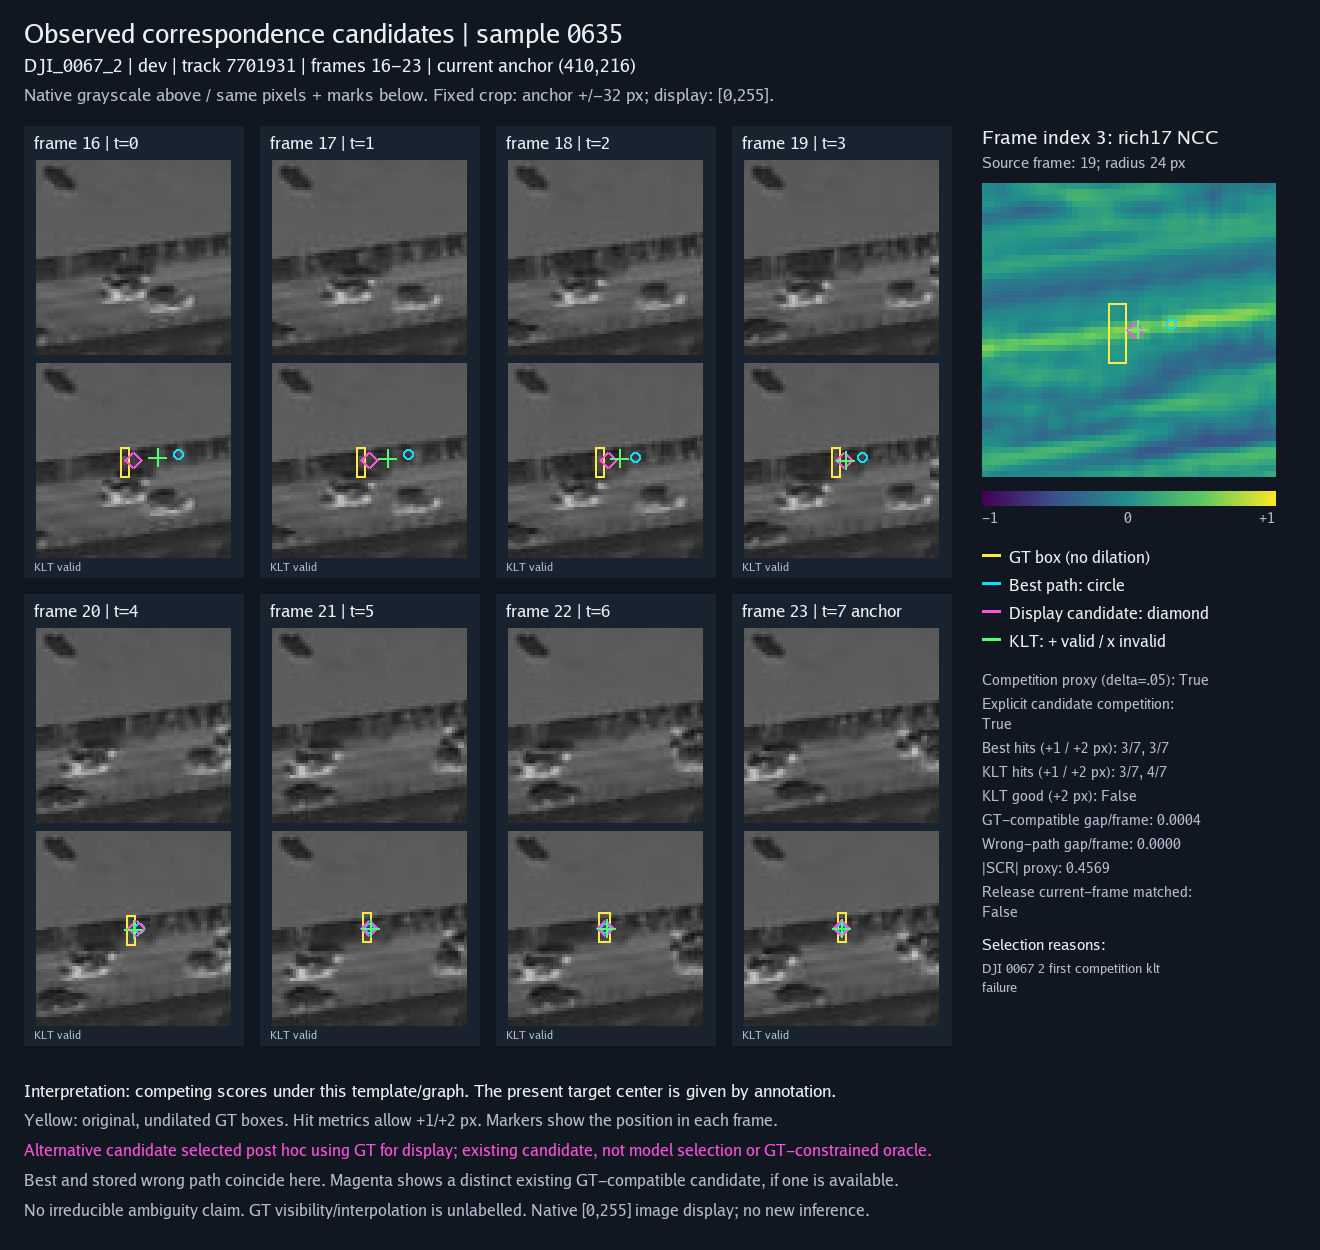 Observed correspondence candidates | sample 0635
DJI_0067_2 | dev | track 7701931 | frames 16–23 | current anchor (410,216)
Native grayscale above / same pixels + marks below. Fixed crop: anchor +/−32 px; display: [0,255].
frame 16 | t=0
frame 17 | t=1
frame 18 | t=2
frame 19 | t=3
KLT valid
KLT valid
KLT valid
KLT valid
frame 20 | t=4
frame 21 | t=5
frame 22 | t=6
frame 23 | t=7 anchor
KLT valid
KLT valid
KLT valid
KLT valid
Frame index 3: rich17 NCC
Source frame: 19; radius 24 px
−1 0 +1
GT box (no dilation)
Best path: circle
Display candidate: diamond
KLT: + valid / x invalid
Competition proxy (delta=.05): True
Explicit candidate competition:
True
Best hits (+1 / +2 px): 3/7, 3/7
KLT hits (+1 / +2 px): 3/7, 4/7
KLT good (+2 px): False
GT−compatible gap/frame: 0.0004
Wrong−path gap/frame: 0.0000
|SCR| proxy: 0.4569
Release current−frame matched:
False
Selection reasons:
DJI 0067 2 first competition klt
failure
Interpretation: competing scores under this template/graph. The present target center is given by annotation.
Yellow: original, undilated GT boxes. Hit metrics allow +1/+2 px. Markers show the position in each frame.
Alternative candidate selected post hoc using GT for display; existing candidate, not model selection or GT−constrained oracle.
Best and stored wrong path coincide here. Magenta shows a distinct existing GT−compatible candidate, if one is available.
No irreducible ambiguity claim. GT visibility/interpolation is unlabelled. Native [0,255] image display; no new inference.